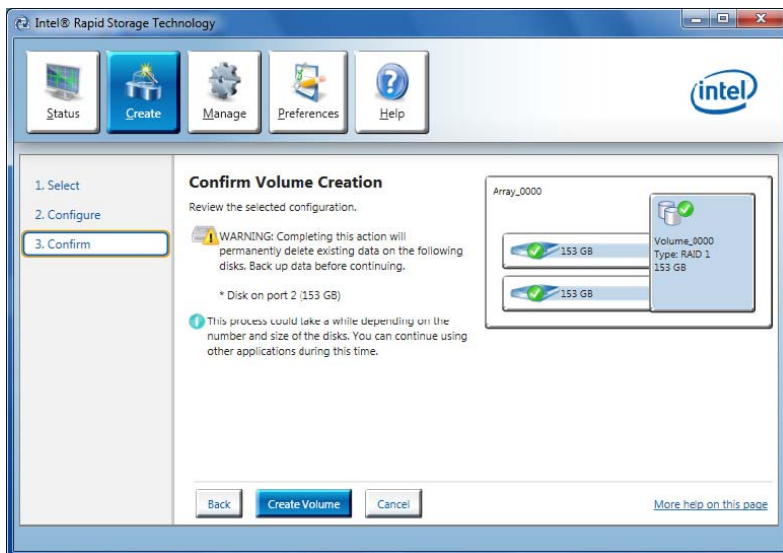 Intel® Rapid Storage Technology
Status
Create
Manage
Preferences
Help
intel
1. Select
2. Configure
3. Confirm
Confirm Volume Creation
Review the selected configuration.
WARNING: Completing this action will
permanently delete existing data on the following
disks. Back up data before continuing.
* Disk on port 2 (153 GB)
This process could take a while depending on the
number and size of the disks. You can continue using
other applications during this time.
Array_0000
153 GB
153 GB
Volume_0000
Type: RAID 1
153 GB
Back
Create Volume
Cancel
More help on this page